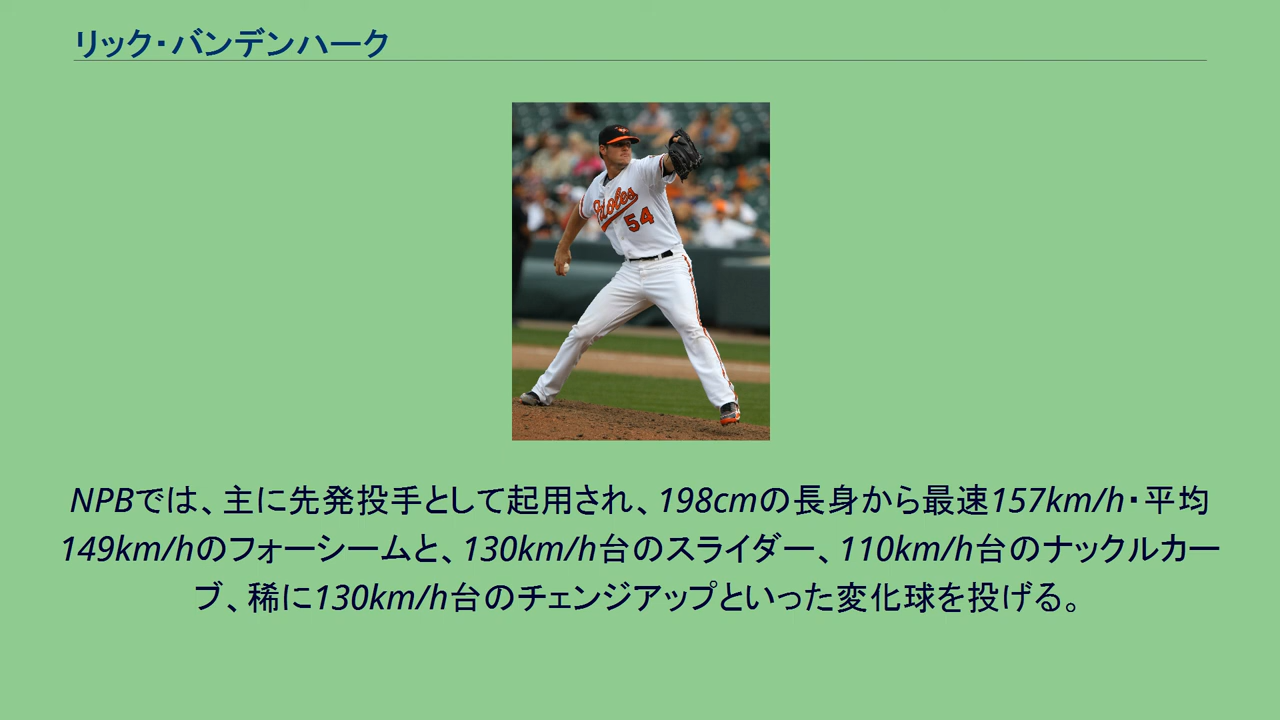 リック・バンデンハーク
Orioles
54
NPBでは、主に先発投手として起用され、198cmの長身から最速157km/h・平均
149km/hのフォーシームと、130km/h台のスライダー、110km/h台のナックルカー
ブ、稀に130km/h台のチェンジアップといった変化球を投げる。